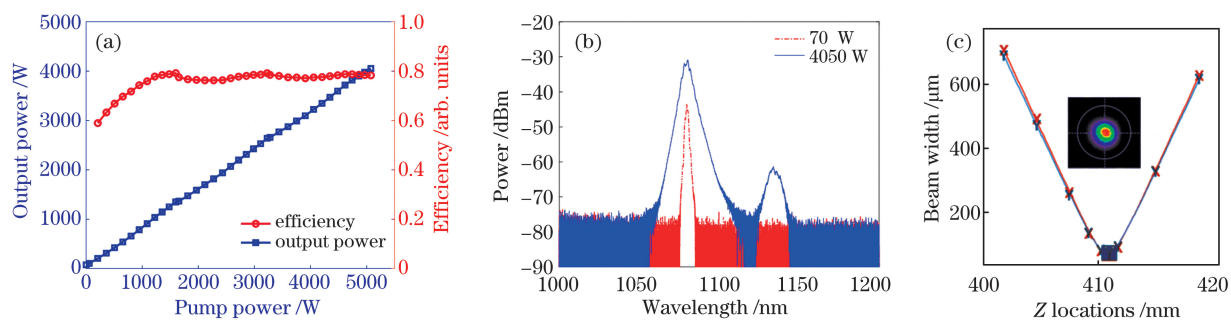 (a)
Output power /W
5000
4000
3000
2000
1000
0
1.0
0.8
0.6
0.4
0.2
0
Efficiency /arb. units
efficiency
output power
0 1000 2000 3000 4000 5000
Pump power /W
(b)
Power /dBm
−20
−30
−40
−50
−60
−70
−80
−90
70 W
4050 W
1000 1050 1100 1150 1200
Wavelength /nm
(c)
Beam width /μm
600
400
200
400 410 420
Z locations /mm